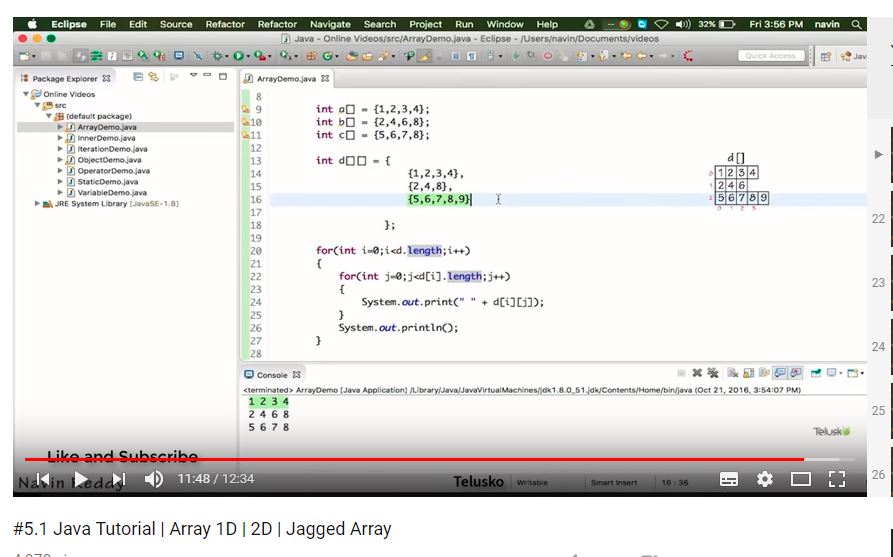 Eclipse File Edit Source Refactor Refactor Navigate Search Project Run Window Help 32% Fri 3:56 PM navin
Java - Online Videos/src/ArrayDemo.java - Eclipse - /Users/navin/Documents/videos
Quick Access
Package Explorer
Online Videos
src
(default package)
ArrayDemo.java
InnerDemo.java
IterationDemo.java
ObjectDemo.java
OperatorDemo.java
StaticDemo.java
VariableDemo.java
JRE System Library [JavaSE-1.8]
ArrayDemo.java
8
9 int a[] = {1,2,3,4};
10 int b[] = {2,4,6,8};
11 int c[] = {5,6,7,8};
12
13 int d[][] = {
14 {1,2,3,4},
15 {2,4,8},
16 {5,6,7,8,9}
17
18 };
19
20 for(int i=0;i<d.length;i++)
21 {
22 for(int j=0;j<d[i].length;j++)
23 {
24 System.out.print(" " + d[i][j]);
25 }
26 System.out.println();
27 }
28
d[]
0 1 2 3 4
1 2 4 6
2 5 6 7 8 9
0 1 2 3
Console
<terminated> ArrayDemo [Java Application] /Library/Java/JavaVirtualMachines/jdk1.8.0_51.jdk/Contents/Home/bin/java (Oct 21, 2016, 3:54:07 PM)
1 2 3 4
2 4 6 8
5 6 7 8
Telusko
Like and Subscribe
Navin Reddy
11:48 / 12:34
Telusko
Writable
Smart Insert
16 : 36
22
23
24
25
26
#5.1 Java Tutorial | Array 1D | 2D | Jagged Array